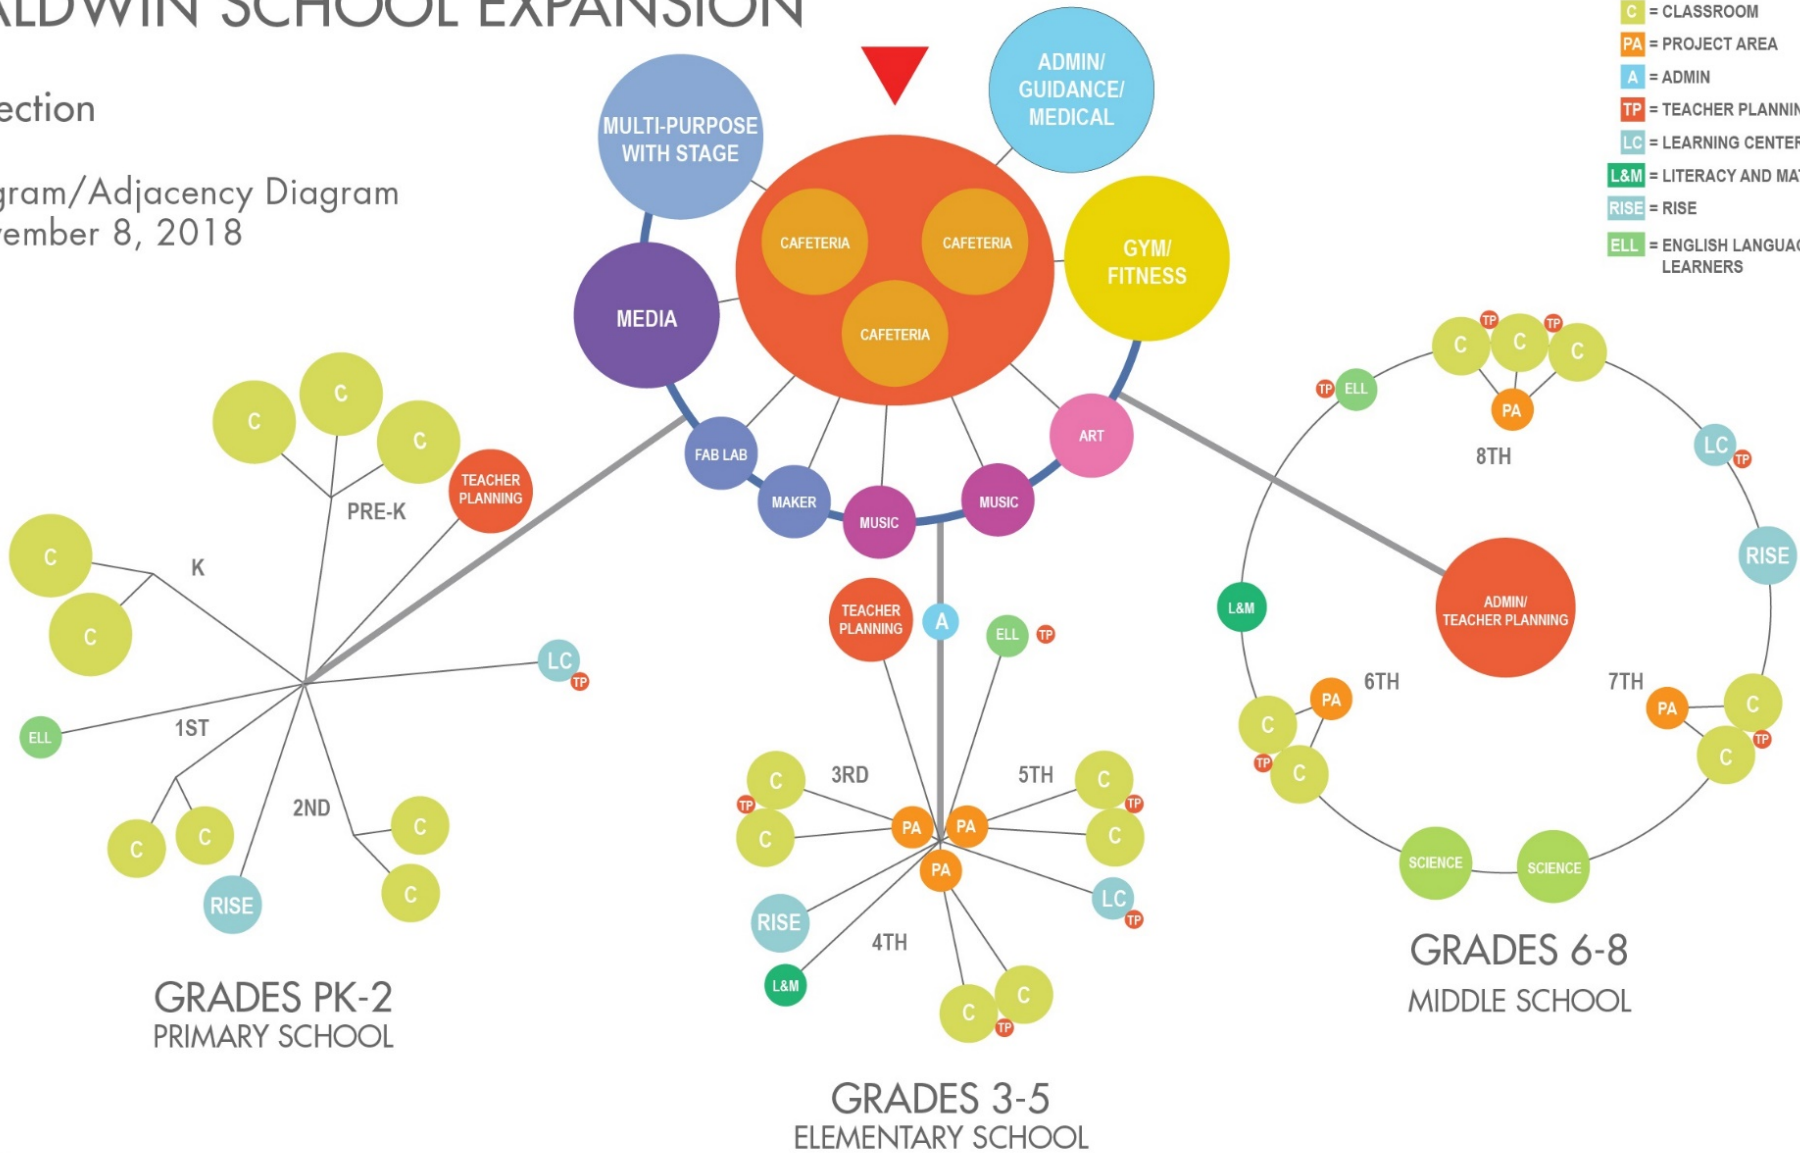 ALDWIN SCHOOL EXPANSION
ection
gram/Adjacency Diagram
vember 8, 2018
C = CLASSROOM
PA = PROJECT AREA
A = ADMIN
TP = TEACHER PLANNIN
LC = LEARNING CENTER
L&M = LITERACY AND MAT
RISE = RISE
ELL = ENGLISH LANGUAG
LEARNERS
MULTI-PURPOSE
WITH STAGE
ADMIN/
GUIDANCE/
MEDICAL
CAFETERIA
CAFETERIA
CAFETERIA
GYM/
FITNESS
MEDIA
FAB LAB
MAKER
MUSIC
MUSIC
ART
C
C
C
TEACHER
PLANNING
PRE-K
C
K
C
LC
TP
ELL
1ST
2ND
C
C
C
C
RISE
GRADES PK-2
PRIMARY SCHOOL
TEACHER
PLANNING
A
ELL
TP
3RD
5TH
C
TP
C
PA
PA
PA
C
TP
C
RISE
LC
TP
4TH
L&M
C
C
TP
GRADES 3-5
ELEMENTARY SCHOOL
TP
TP
C
C
C
TP
ELL
PA
8TH
LC
TP
RISE
L&M
ADMIN/
TEACHER PLANNING
6TH
PA
C
TP
C
7TH
PA
C
TP
C
SCIENCE
SCIENCE
GRADES 6-8
MIDDLE SCHOOL